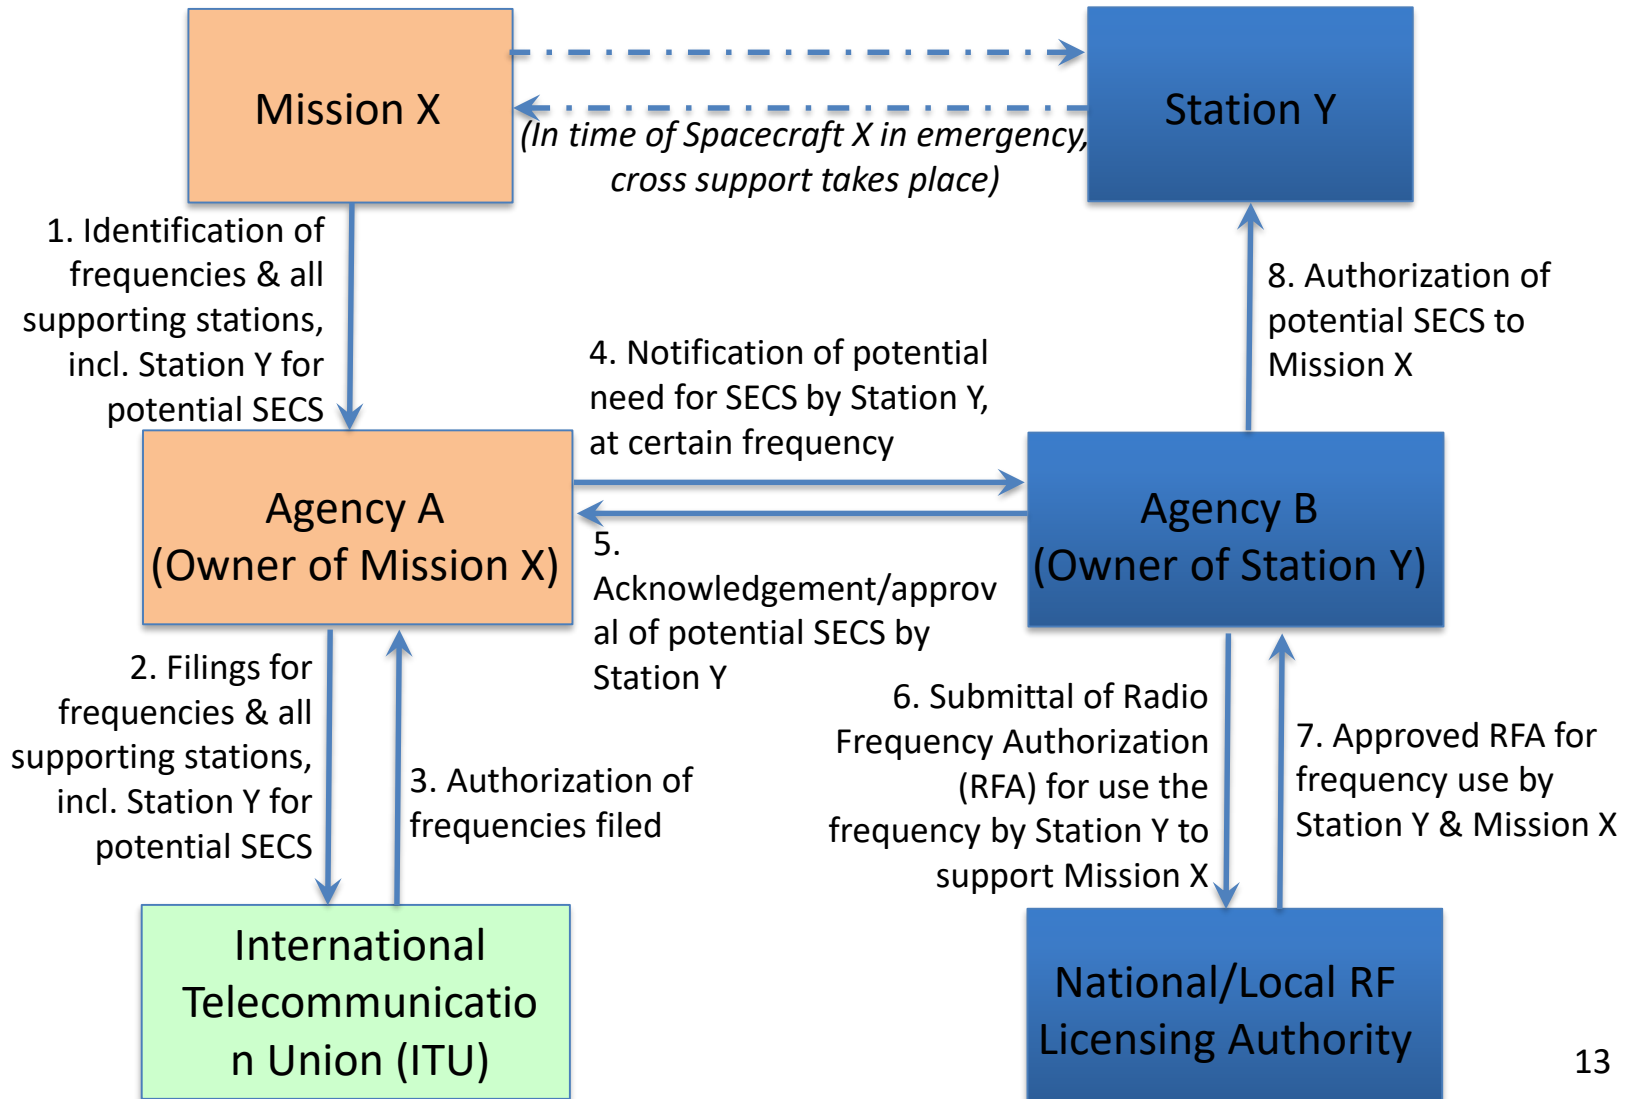 Mission X
Station Y
(In time of Spacecraft X in emergency,
cross support takes place)
1. Identification of
frequencies & all
supporting stations,
incl. Station Y for
potential SECS
8. Authorization of
potential SECS to
Mission X
4. Notification of potential
need for SECS by Station Y,
at certain frequency
Agency A
(Owner of Mission X)
Agency B
(Owner of Station Y)
5.
Acknowledgement/approv
al of potential SECS by
Station Y
2. Filings for
frequencies & all
supporting stations,
incl. Station Y for
potential SECS
3. Authorization of
frequencies filed
6. Submittal of Radio
Frequency Authorization
(RFA) for use the
frequency by Station Y to
support Mission X
7. Approved RFA for
frequency use by
Station Y & Mission X
International
Telecommunicatio
n Union (ITU)
National/Local RF
Licensing Authority
13